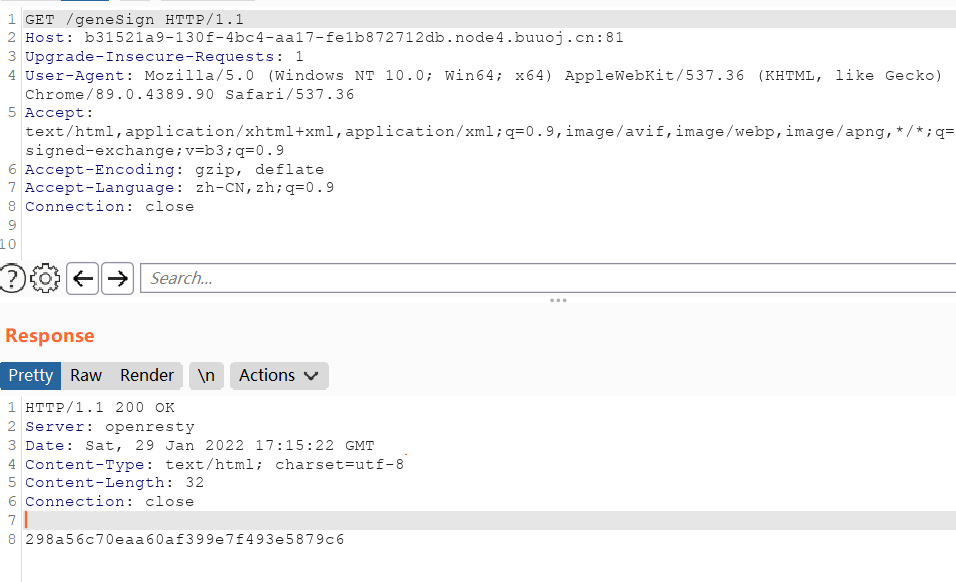 1 GET /geneSign HTTP/1.1
2 Host: b31521a9-130f-4bc4-aa17-fe1b872712db.node4.buuoj.cn:81
3 Upgrade-Insecure-Requests: 1
4 User-Agent: Mozilla/5.0 (Windows NT 10.0; Win64; x64) AppleWebKit/537.36 (KHTML, like Gecko)
Chrome/89.0.4389.90 Safari/537.36
5 Accept:
text/html,application/xhtml+xml,application/xml;q=0.9,image/avif,image/webp,image/apng,*/*;q=
signed-exchange;v=b3;q=0.9
6 Accept-Encoding: gzip, deflate
7 Accept-Language: zh-CN,zh;q=0.9
8 Connection: close
9
10
? Search...
Response
Pretty Raw Render \n Actions
1 HTTP/1.1 200 OK
2 Server: openresty
3 Date: Sat, 29 Jan 2022 17:15:22 GMT
4 Content-Type: text/html; charset=utf-8
5 Content-Length: 32
6 Connection: close
7
8 298a56c70eaa60af399e7f493e5879c6